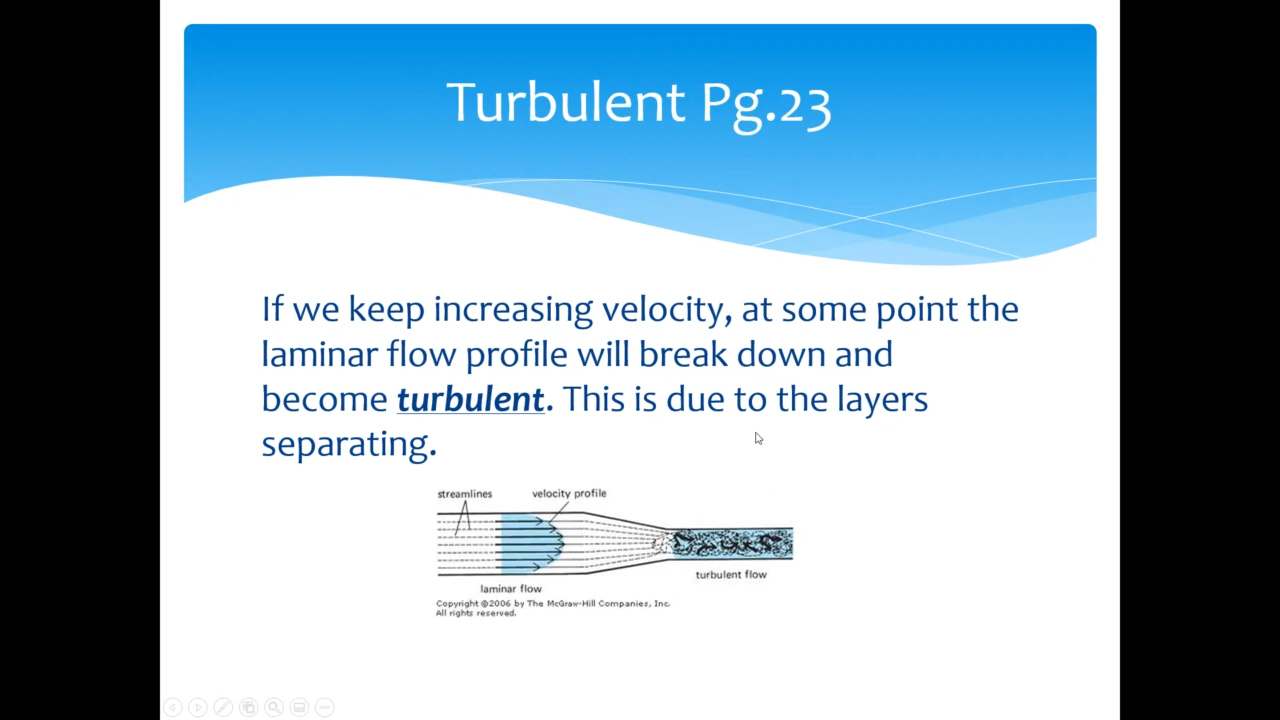 Turbulent Pg.23
If we keep increasing velocity, at some point the
laminar flow profile will break down and
become turbulent. This is due to the layers
separating.
streamlines
velocity profile
laminar flow
turbulent flow
Copyright ©2006 by The McGraw-Hill Companies, Inc.
All rights reserved.